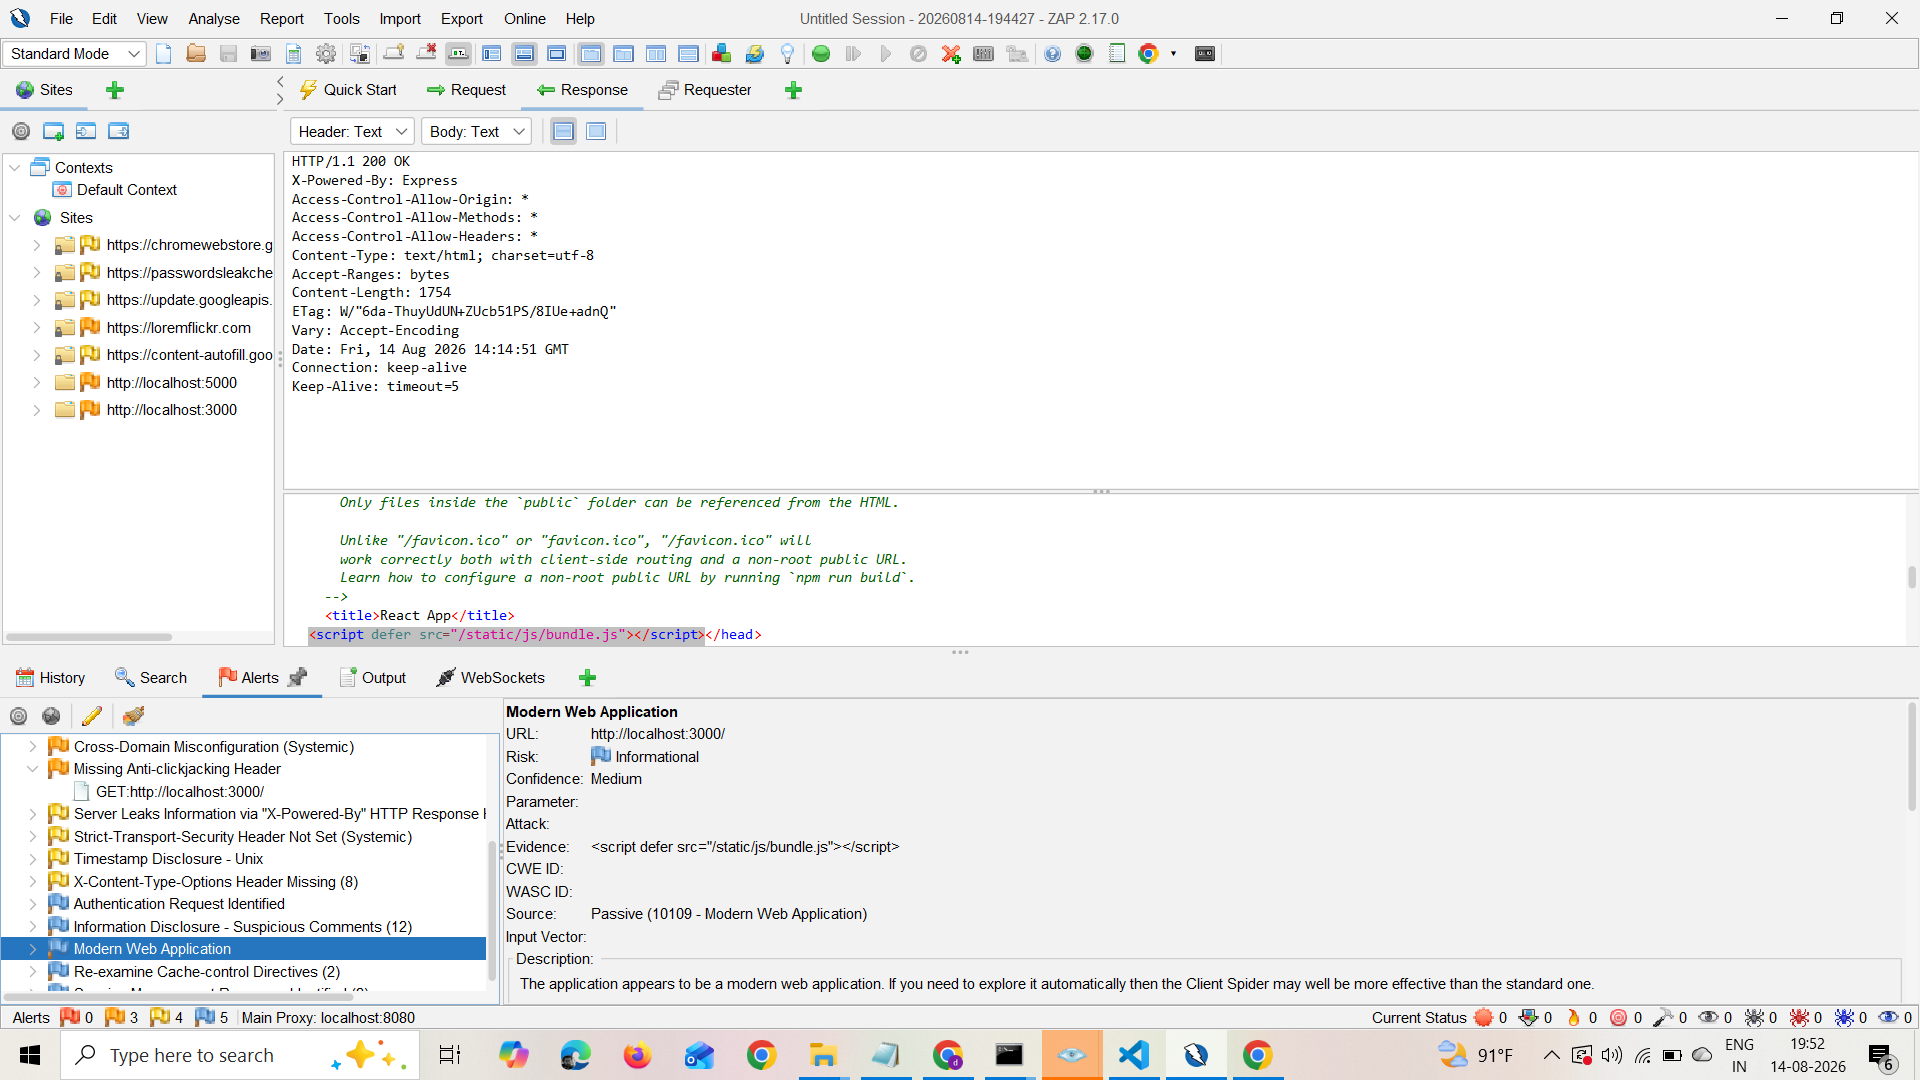 File Edit View Analyse Report Tools Import Export Online Help
Untitled Session - 20260814-194427 - ZAP 2.17.0
Standard Mode
Sites
Quick Start
Request
Response
Requester
Header: Text
Body: Text
Contexts
Default Context
Sites
https://chromewebstore.g
https://passwordsleakche
https://update.googleapis.
https://loremflickr.com
https://content-autofill.goo
http://localhost:5000
http://localhost:3000
HTTP/1.1 200 OK
X-Powered-By: Express
Access-Control-Allow-Origin: *
Access-Control-Allow-Methods: *
Access-Control-Allow-Headers: *
Content-Type: text/html; charset=utf-8
Accept-Ranges: bytes
Content-Length: 1754
ETag: W/"6da-ThuyUdUN+ZUcb51PS/8IUe+adnQ"
Vary: Accept-Encoding
Date: Fri, 14 Aug 2026 14:14:51 GMT
Connection: keep-alive
Keep-Alive: timeout=5
Only files inside the `public` folder can be referenced from the HTML.
Unlike "/favicon.ico" or "favicon.ico", "/favicon.ico" will
work correctly both with client-side routing and a non-root public URL.
Learn how to configure a non-root public URL by running `npm run build`.
-->
<title>React App</title>
<script defer src="/static/js/bundle.js"></script></head>
History
Search
Alerts
Output
WebSockets
Cross-Domain Misconfiguration (Systemic)
Missing Anti-clickjacking Header
GET:http://localhost:3000/
Server Leaks Information via "X-Powered-By" HTTP Response
Strict-Transport-Security Header Not Set (Systemic)
Timestamp Disclosure - Unix
X-Content-Type-Options Header Missing (8)
Authentication Request Identified
Information Disclosure - Suspicious Comments (12)
Modern Web Application
Re-examine Cache-control Directives (2)
Modern Web Application
URL: http://localhost:3000/
Risk: Informational
Confidence: Medium
Parameter:
Attack:
Evidence: <script defer src="/static/js/bundle.js"></script>
CWE ID:
WASC ID:
Source: Passive (10109 - Modern Web Application)
Input Vector:
Description:
The application appears to be a modern web application. If you need to explore it automatically then the Client Spider may well be more effective than the standard one.
Alerts 0 3 4 5 Main Proxy: localhost:8080
Current Status 0 0 0 0 0 0 0 0 0 0
Type here to search
91°F
ENG
IN
19:52
14-08-2026
6